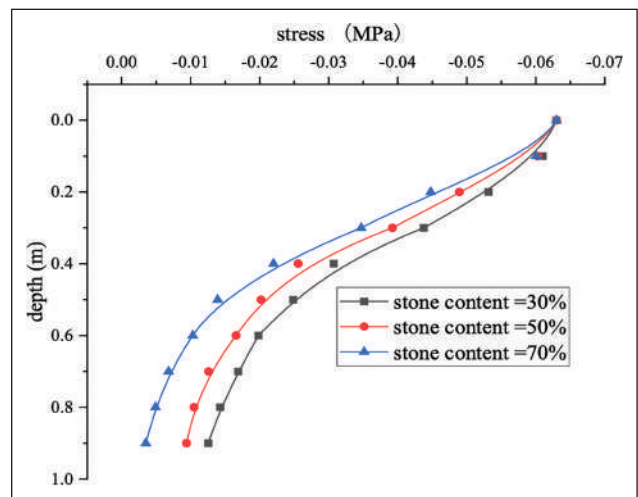 stress (MPa)
0.00 -0.01 -0.02 -0.03 -0.04 -0.05 -0.06 -0.07
depth (m)
0.0
0.2
0.4
0.6
0.8
1.0
stone content =30%
stone content =50%
stone content =70%